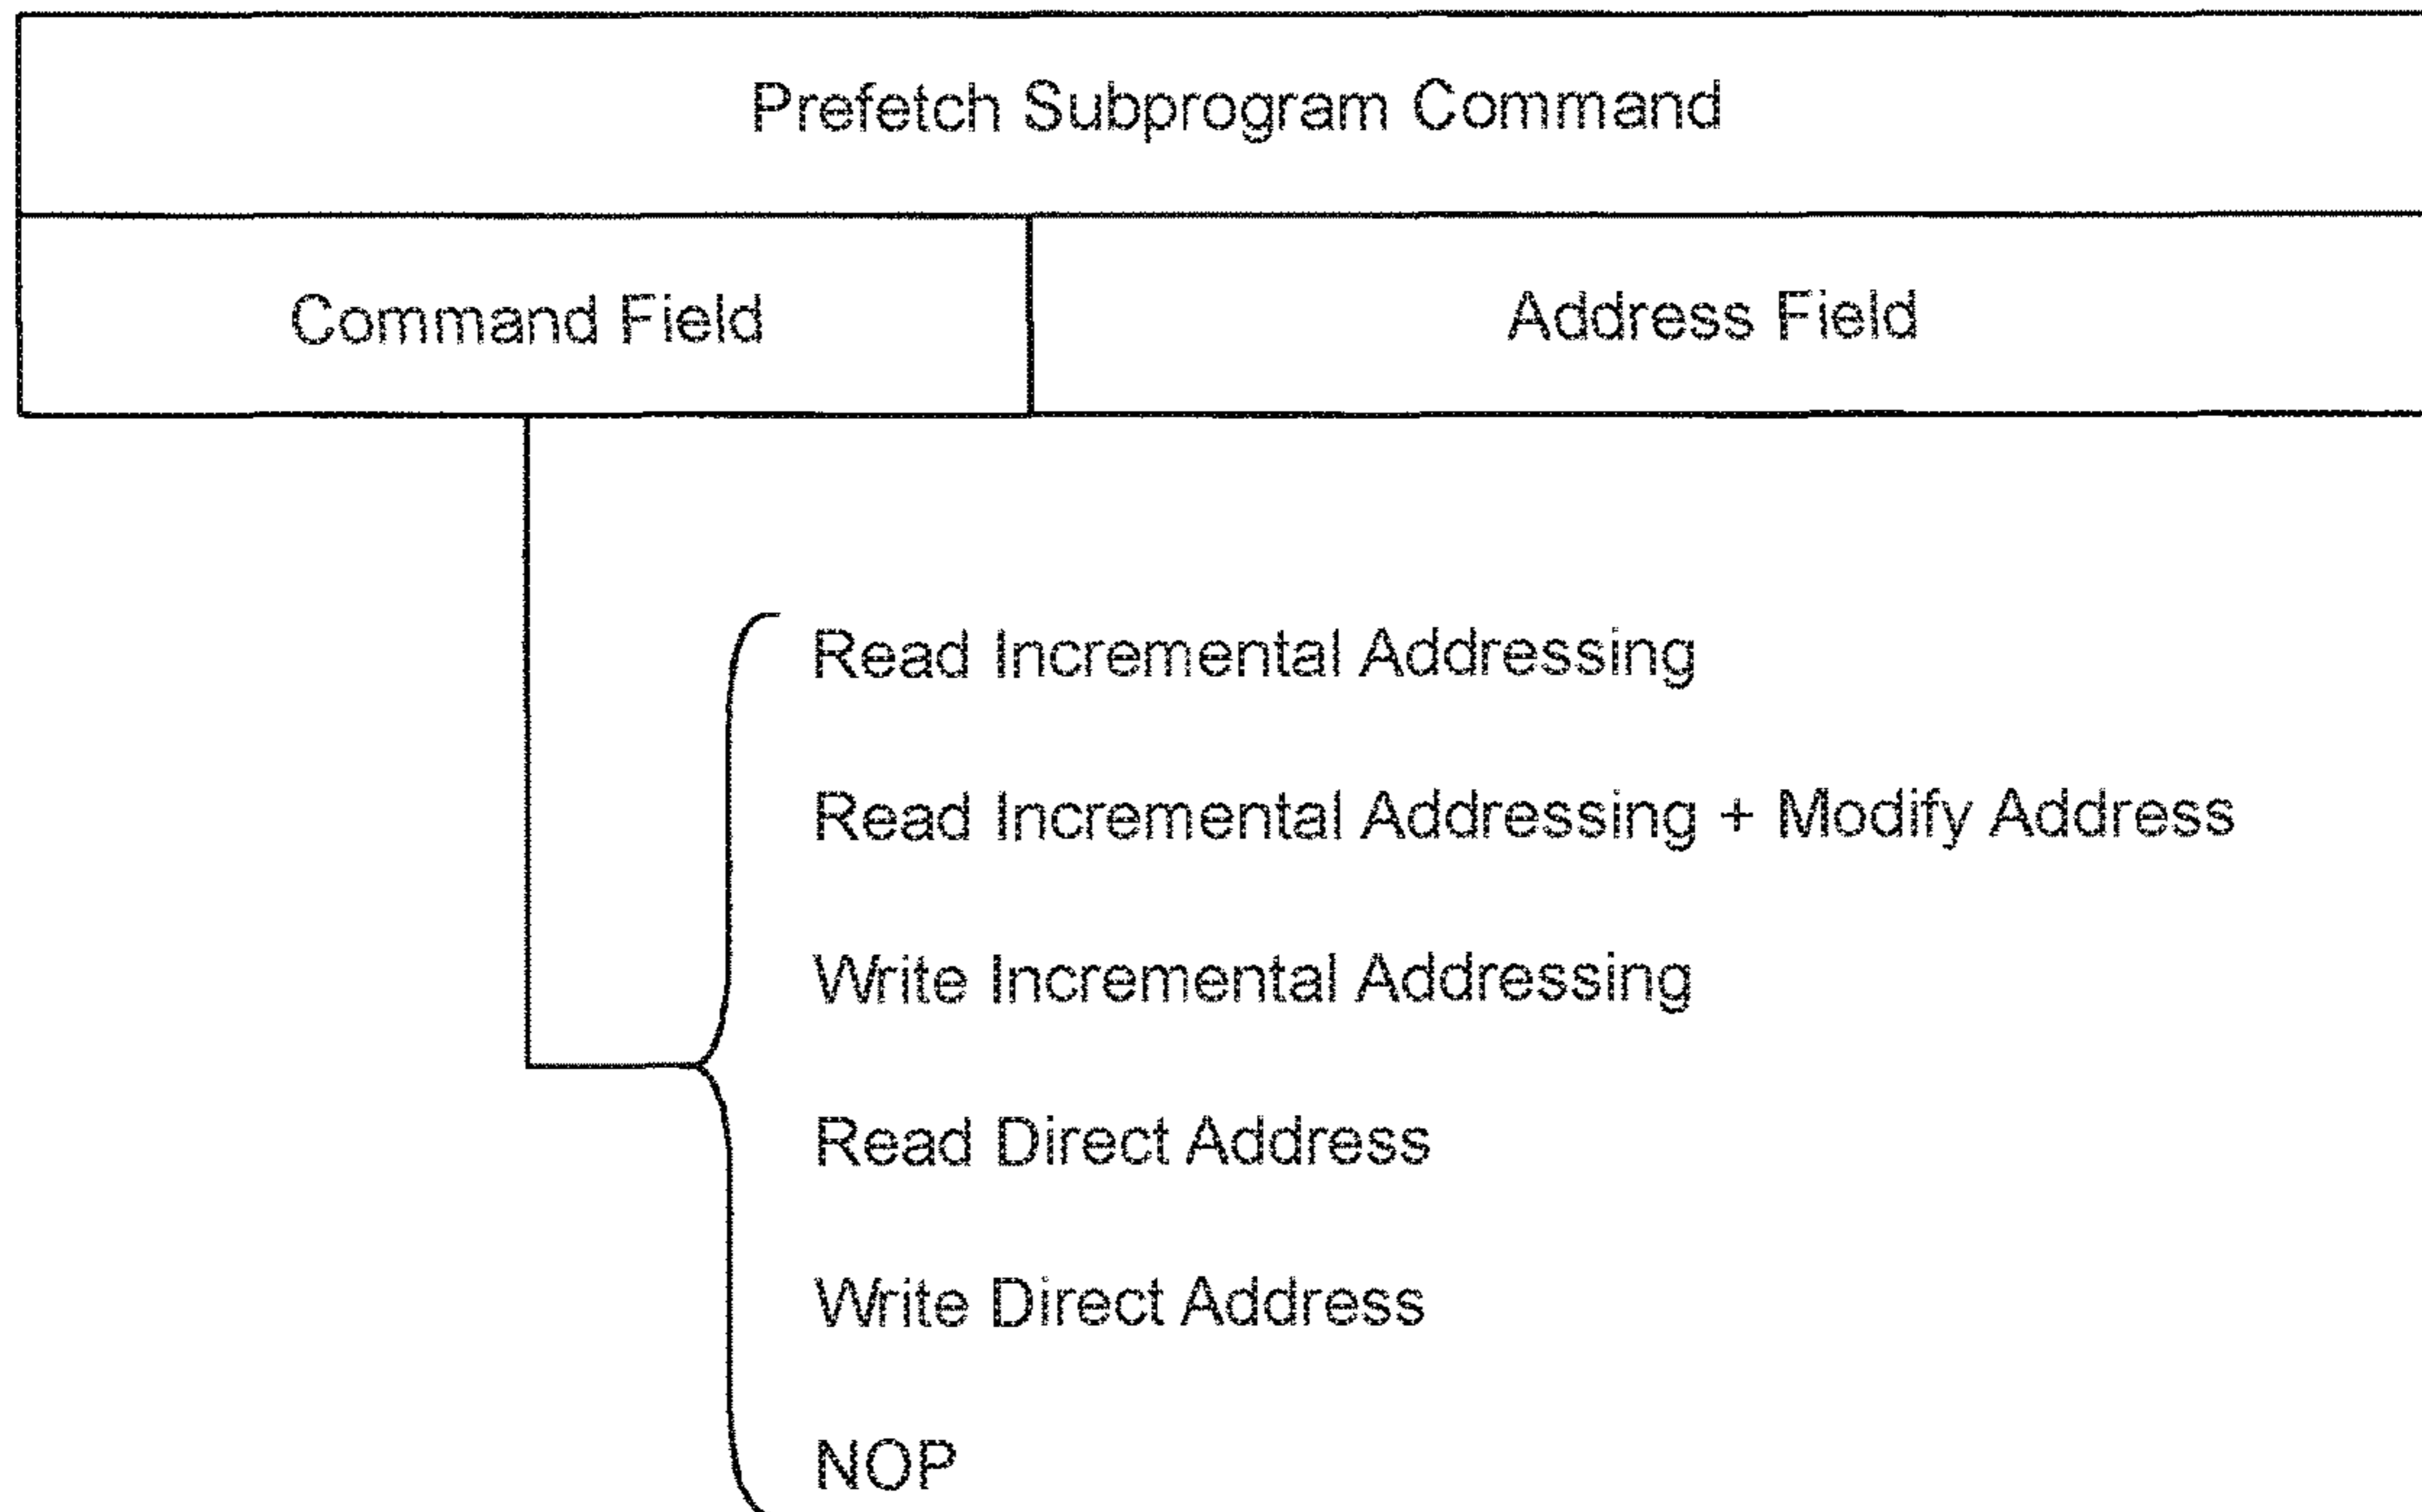 Prefetch Subprogram Command
Command Field
Address Field
Read Incremental Addressing
Read Incremental Addressing + Modify Address
Write Incremental Addressing
Read Direct Address
Write Direct Address
NOP